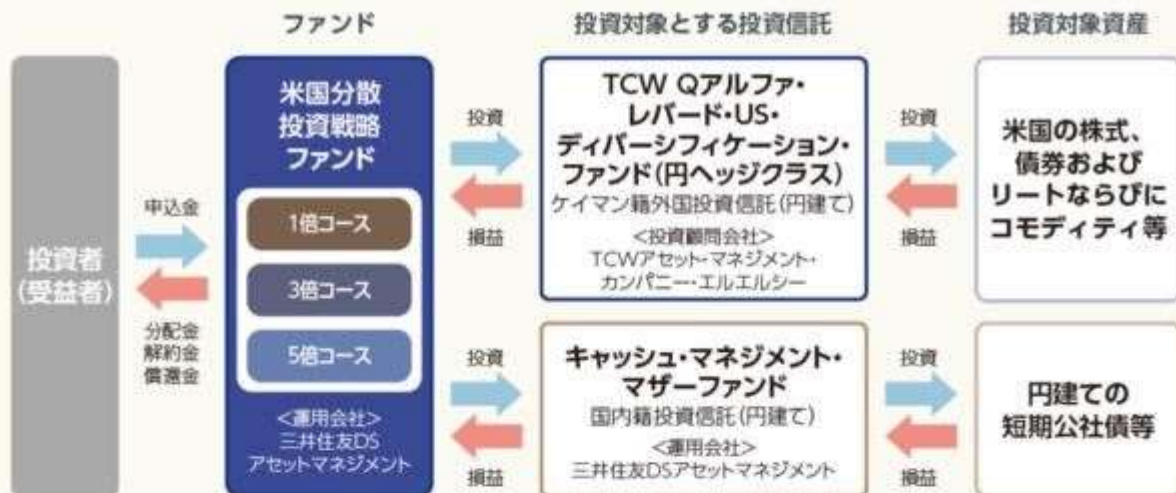 ファンド
投資対象とする投資信託
投資対象資産
投資者
(受益者)
申込金
分配金
解約金
償還金
米国分散
投資戦略
ファンド
1倍コース
3倍コース
5倍コース
<運用会社>
三井住友DS
アセットマネジメント
投資
損益
TCW Qアルファ・
レバード・US・
ディバーシフィケーション・
ファンド(円ヘッジクラス)
ケイマン籍外国投資信託(円建て)
<投資顧問会社>
TCWアセット・マネジメント・
カンパニー・エルエルシー
投資
損益
米国の株式、
債券および
リートならびに
コモディティ等
投資
損益
キャッシュ・マネジメント・
マザーファンド
国内籍投資信託(円建て)
<運用会社>
三井住友DSアセットマネジメント
投資
損益
円建ての
短期公社債等